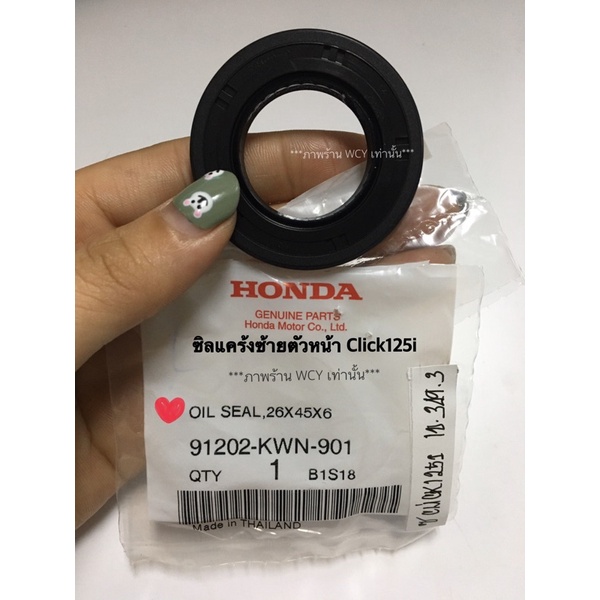 ***ภาพร้าน WCY เท่านั้น***
HONDA
GENUINE PARTS
Honda Motor Co., Ltd.
ซิลแคร้งซ้ายตัวหน้า Click125i
***ภาพร้าน WCY เท่านั้น***
OIL SEAL,26X45X6
91202-KWN-901
QTY 1 B1S18
Made in THAILAND